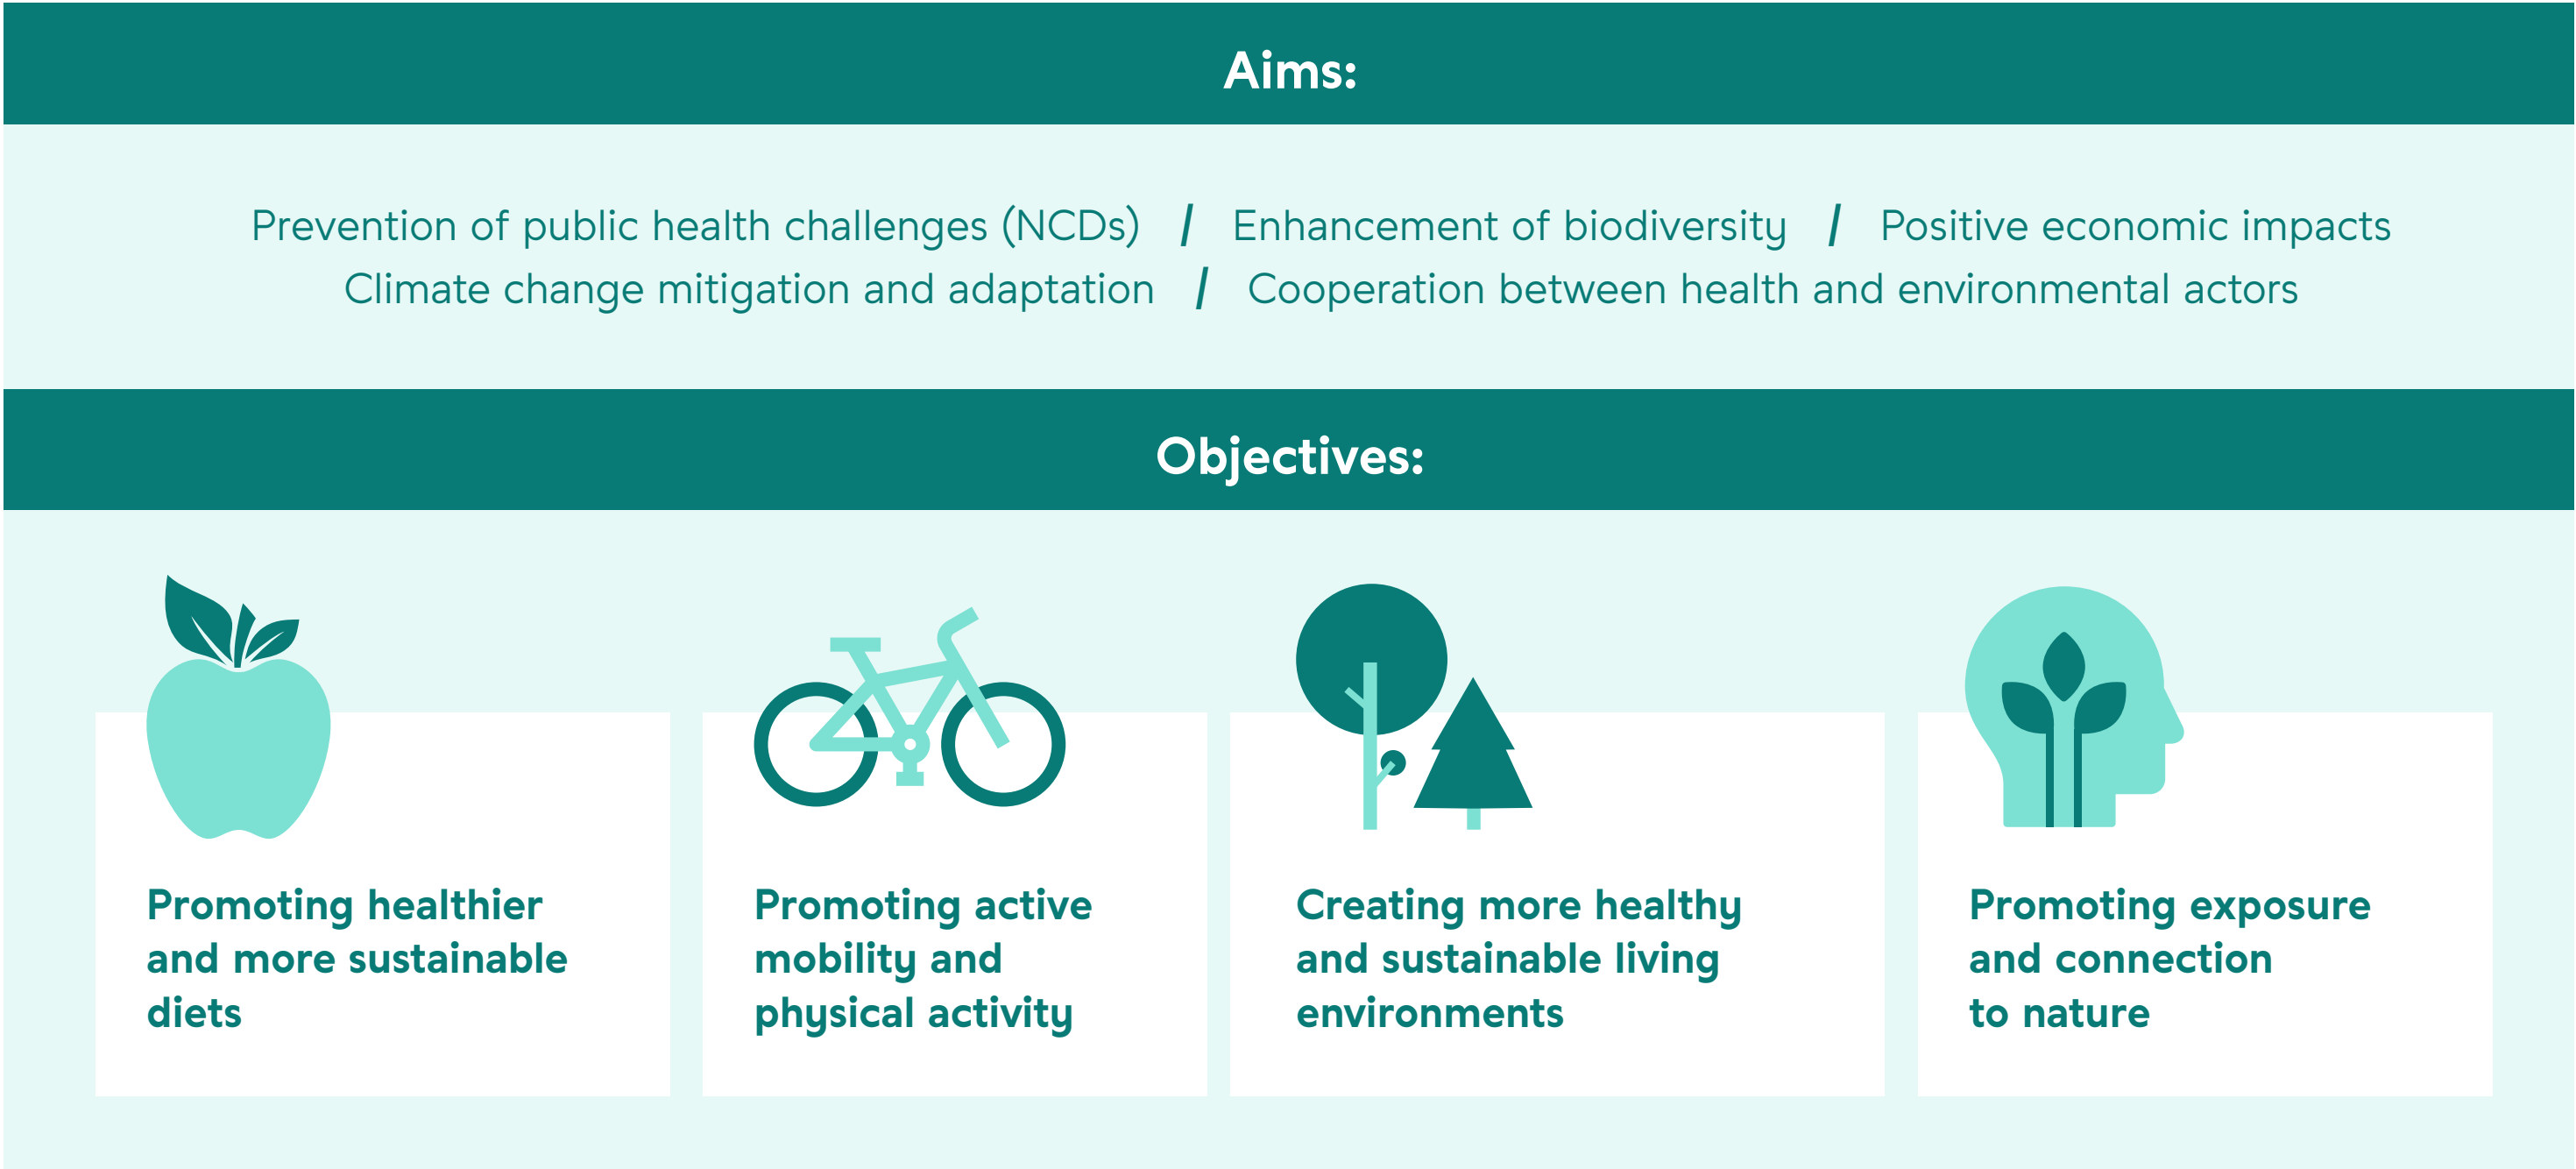 Aims:
Prevention of public health challenges (NCDs) / Enhancement of biodiversity / Positive economic impacts
Climate change mitigation and adaptation / Cooperation between health and environmental actors
Objectives:
Promoting healthier
and more sustainable
diets
Promoting active
mobility and
physical activity
Creating more healthy
and sustainable living
environments
Promoting exposure
and connection
to nature